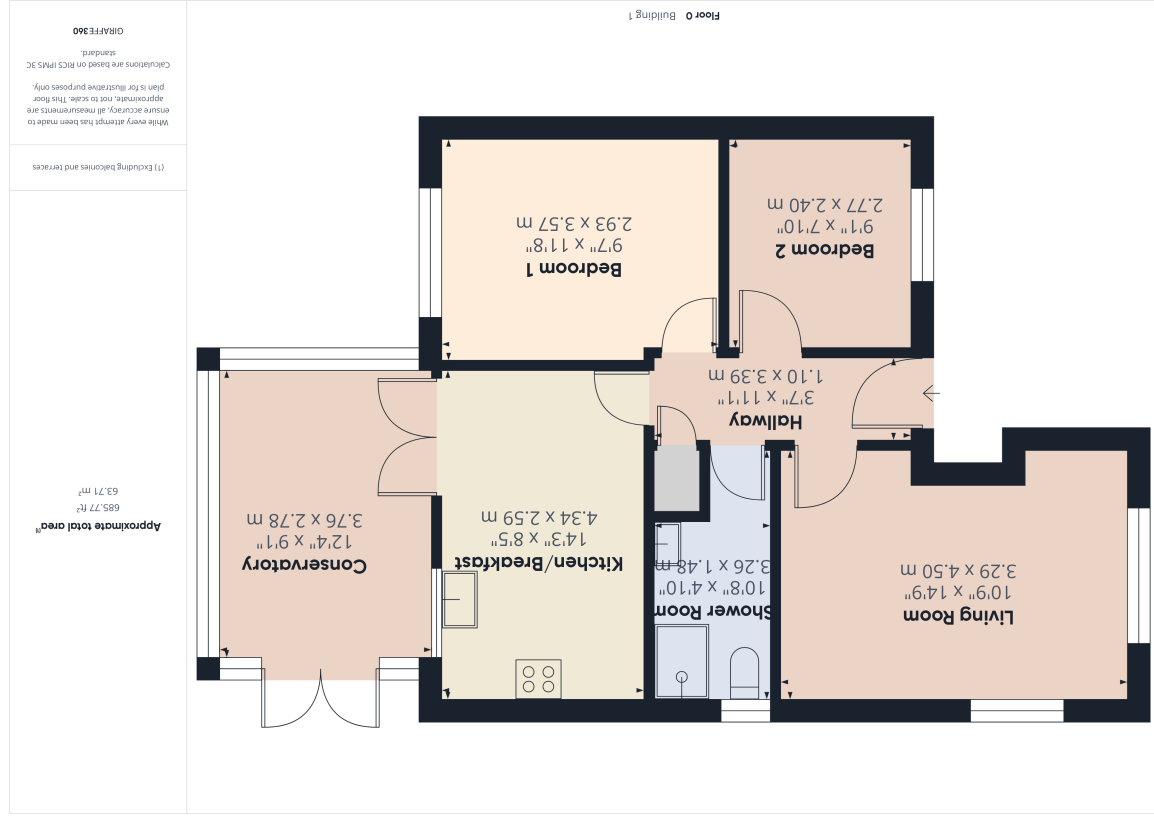 Approximate total area⁽¹⁾
685.77 ft²
63.71 m²
(1) Excluding balconies and terraces
While every attempt has been made to
ensure accuracy, all measurements are
approximate, not to scale. This floor
plan is for illustrative purposes only.
Calculations are based on RICS IPMS 3C
standard.
GIRAFFE360
Living Room
10'9" x 14'9"
3.29 x 4.50 m
Shower Room
10'8" x 4'10"
3.26 x 1.48 m
Kitchen/Breakfast
14'3" x 8'5"
4.34 x 2.59 m
Conservatory
12'4" x 9'1"
3.76 x 2.78 m
Hallway
3'7" x 11'1"
1.10 x 3.39 m
Bedroom 2
9'1" x 7'10"
2.77 x 2.40 m
Bedroom 1
9'7" x 11'8"
2.93 x 3.57 m
Floor 0 Building 1